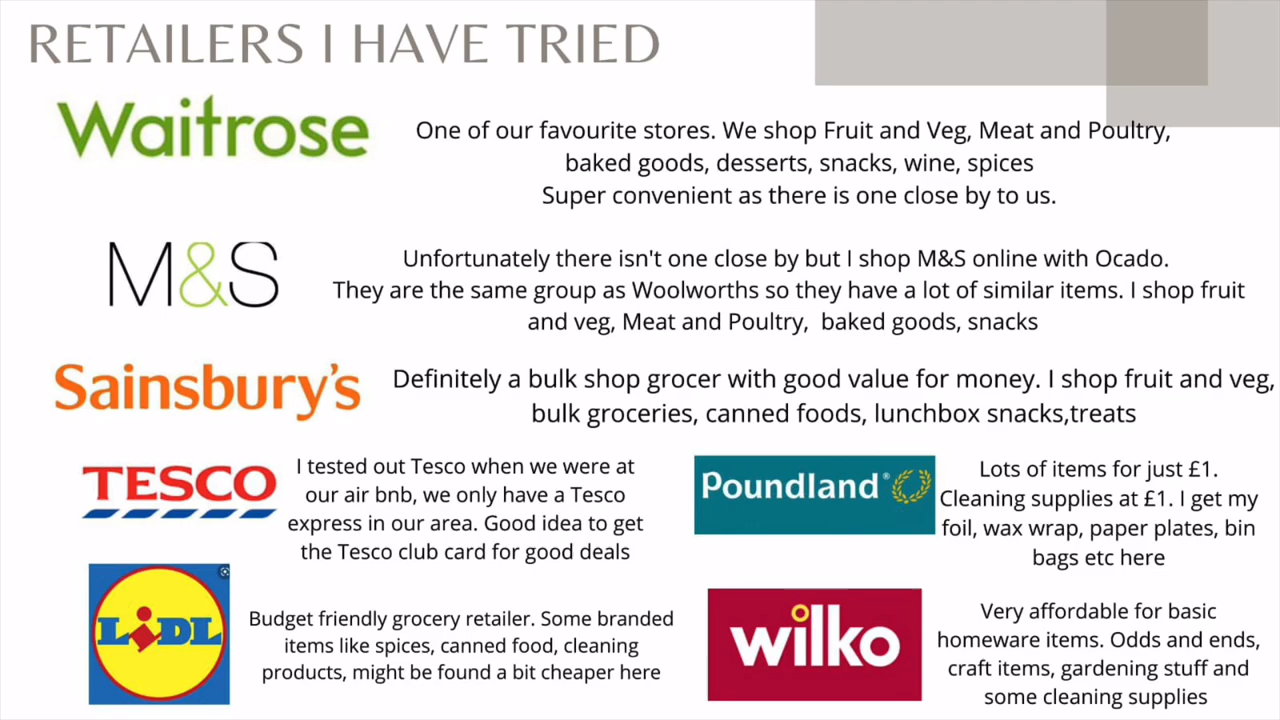 RETAILERS I HAVE TRIED
Waitrose
One of our favourite stores. We shop Fruit and Veg, Meat and Poultry,
baked goods, desserts, snacks, wine, spices
Super convenient as there is one close by to us.
M&S
Unfortunately there isn't one close by but I shop M&S online with Ocado.
They are the same group as Woolworths so they have a lot of similar items. I shop fruit
and veg, Meat and Poultry,  baked goods, snacks
Sainsbury's
Definitely a bulk shop grocer with good value for money. I shop fruit and veg,
bulk groceries, canned foods, lunchbox snacks,treats
TESCO
I tested out Tesco when we were at
our air bnb, we only have a Tesco
express in our area. Good idea to get
the Tesco club card for good deals
Poundland®
Lots of items for just £1.
Cleaning supplies at £1. I get my
foil, wax wrap, paper plates, bin
bags etc here
LiDL
Budget friendly grocery retailer. Some branded
items like spices, canned food, cleaning
products, might be found a bit cheaper here
wilko
Very affordable for basic
homeware items. Odds and ends,
craft items, gardening stuff and
some cleaning supplies